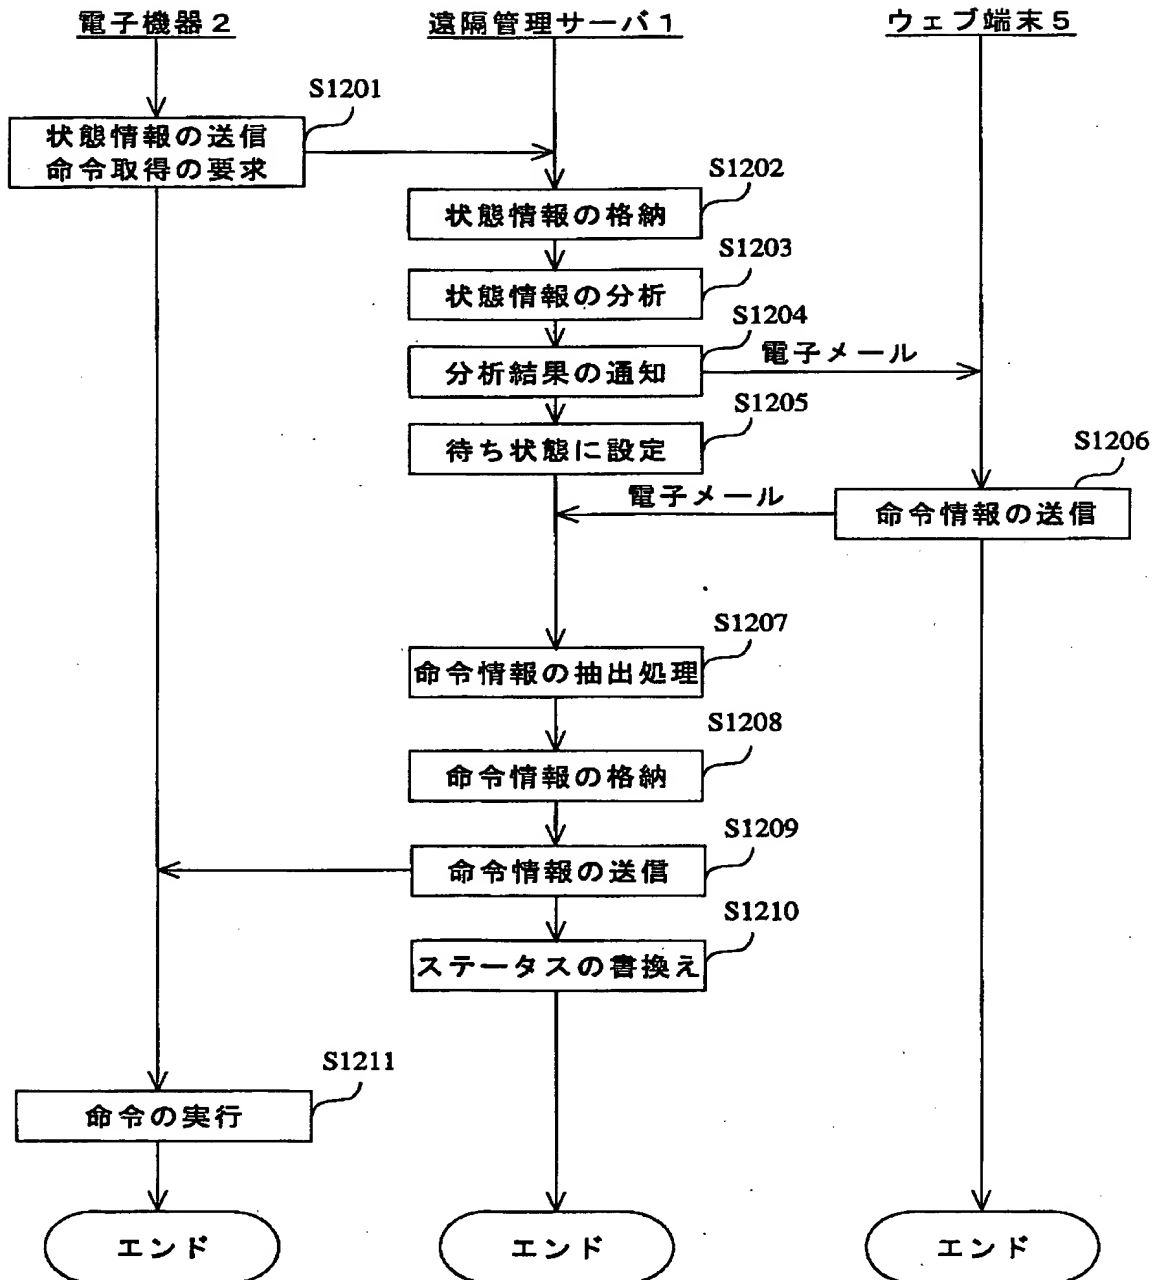 電子機器2
遠隔管理サーバ1
ウェブ端末5
S1201
状態情報の送信
命令取得の要求
S1202
状態情報の格納
S1203
状態情報の分析
S1204
分析結果の通知
電子メール
S1205
待ち状態に設定
S1206
命令情報の送信
電子メール
S1207
命令情報の抽出処理
S1208
命令情報の格納
S1209
命令情報の送信
S1210
ステータスの書換え
S1211
命令の実行
エンド
エンド
エンド